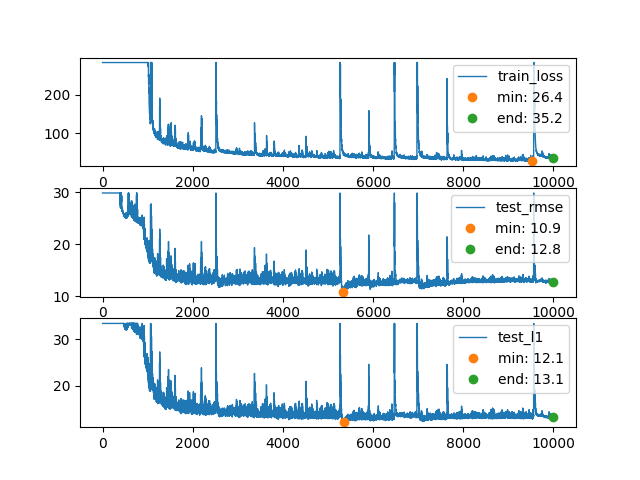 200
100
train_loss
min: 26.4
end: 35.2
0 2000 4000 6000 8000 10000
30
20
10
test_rmse
min: 10.9
end: 12.8
0 2000 4000 6000 8000 10000
30
20
test_l1
min: 12.1
end: 13.1
0 2000 4000 6000 8000 10000